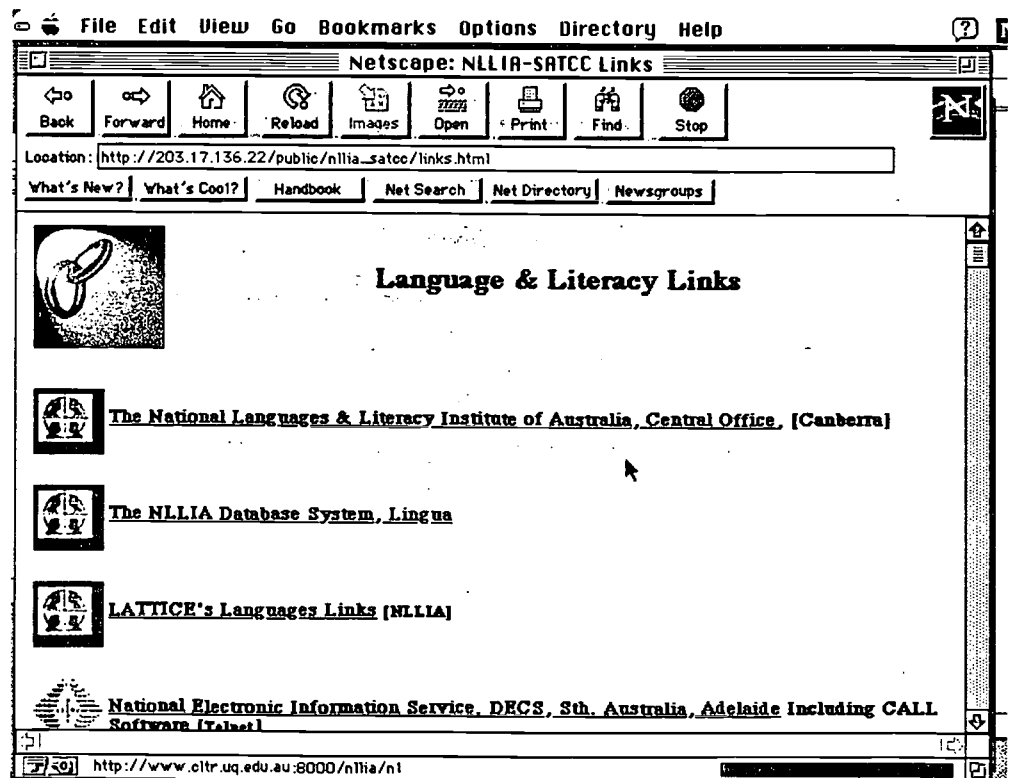 File Edit View Go Bookmarks Options Directory Help
Netscape: NLLIA-SATCC Links
Back Forward Home Reload Images Open Print Find Stop
N
Location: http://203.17.136.22/public/nllia_satcc/links.html
What's New? What's Cool? Handbook Net Search Net Directory Newsgroups
Language & Literacy Links
The National Languages & Literacy Institute of Australia, Central Office, [Canberra]
The NLLIA Database System, Lingua
LATTICE's Languages Links [NLLIA]
National Electronic Information Service, DECS, Sth. Australia, Adelaide Including CALL
Software [Telnet]
http://www.cltr.uq.edu.au:8000/nllia/nl